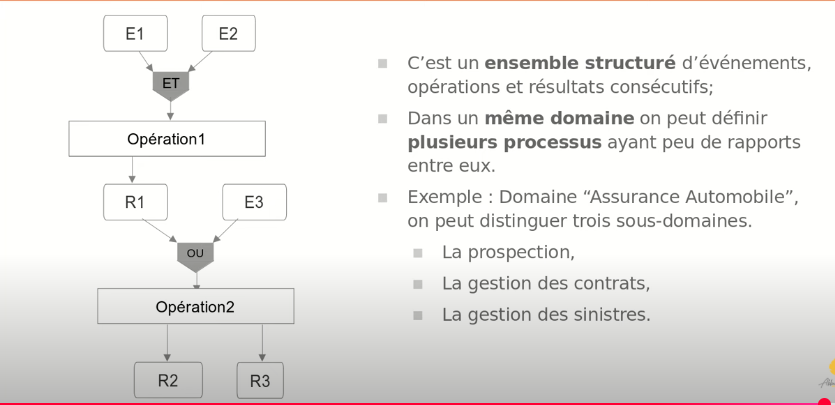 E1
E2
ET
Opération1
R1
E3
OU
Opération2
R2
R3
C’est un ensemble structuré d’événements,
opérations et résultats consécutifs;
Dans un même domaine on peut définir
plusieurs processus ayant peu de rapports
entre eux.
Exemple : Domaine “Assurance Automobile”,
on peut distinguer trois sous-domaines.
La prospection,
La gestion des contrats,
La gestion des sinistres.